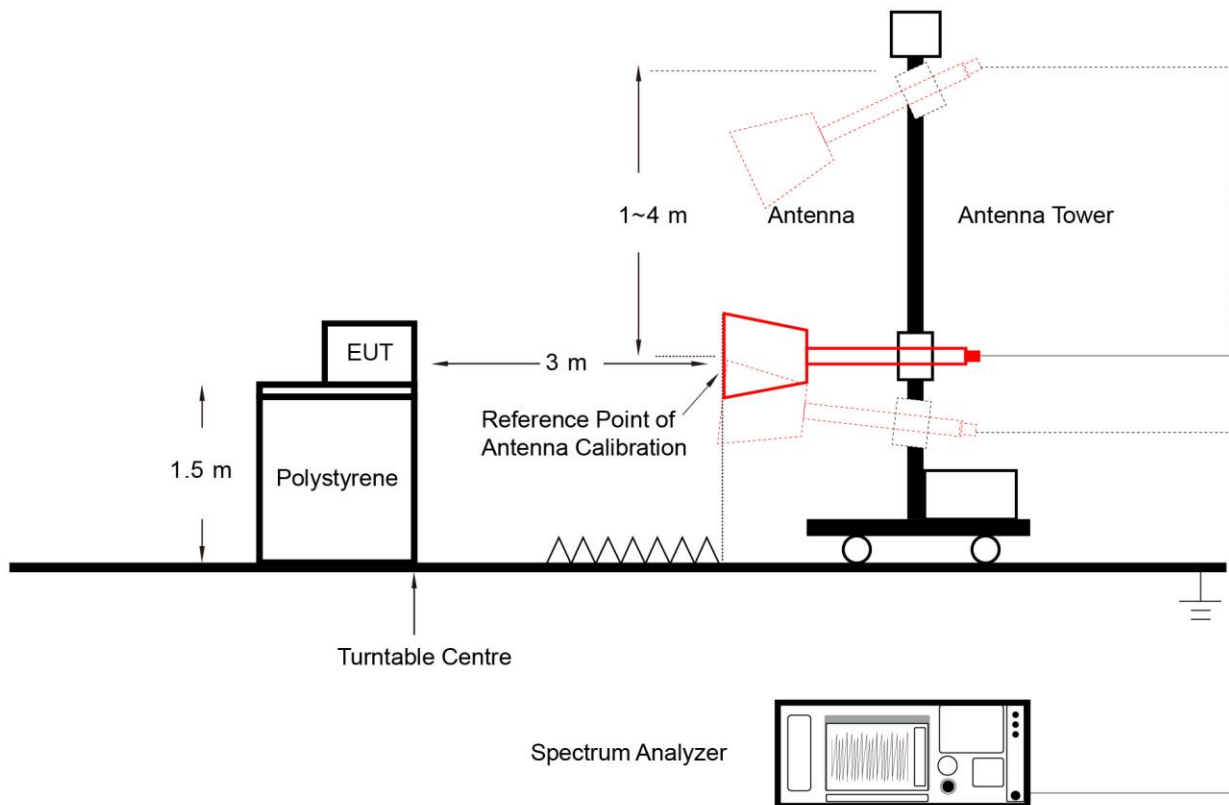 1~4 m
Antenna
Antenna Tower
EUT
3 m
Reference Point of
Antenna Calibration
1.5 m
Polystyrene
Turntable Centre
Spectrum Analyzer